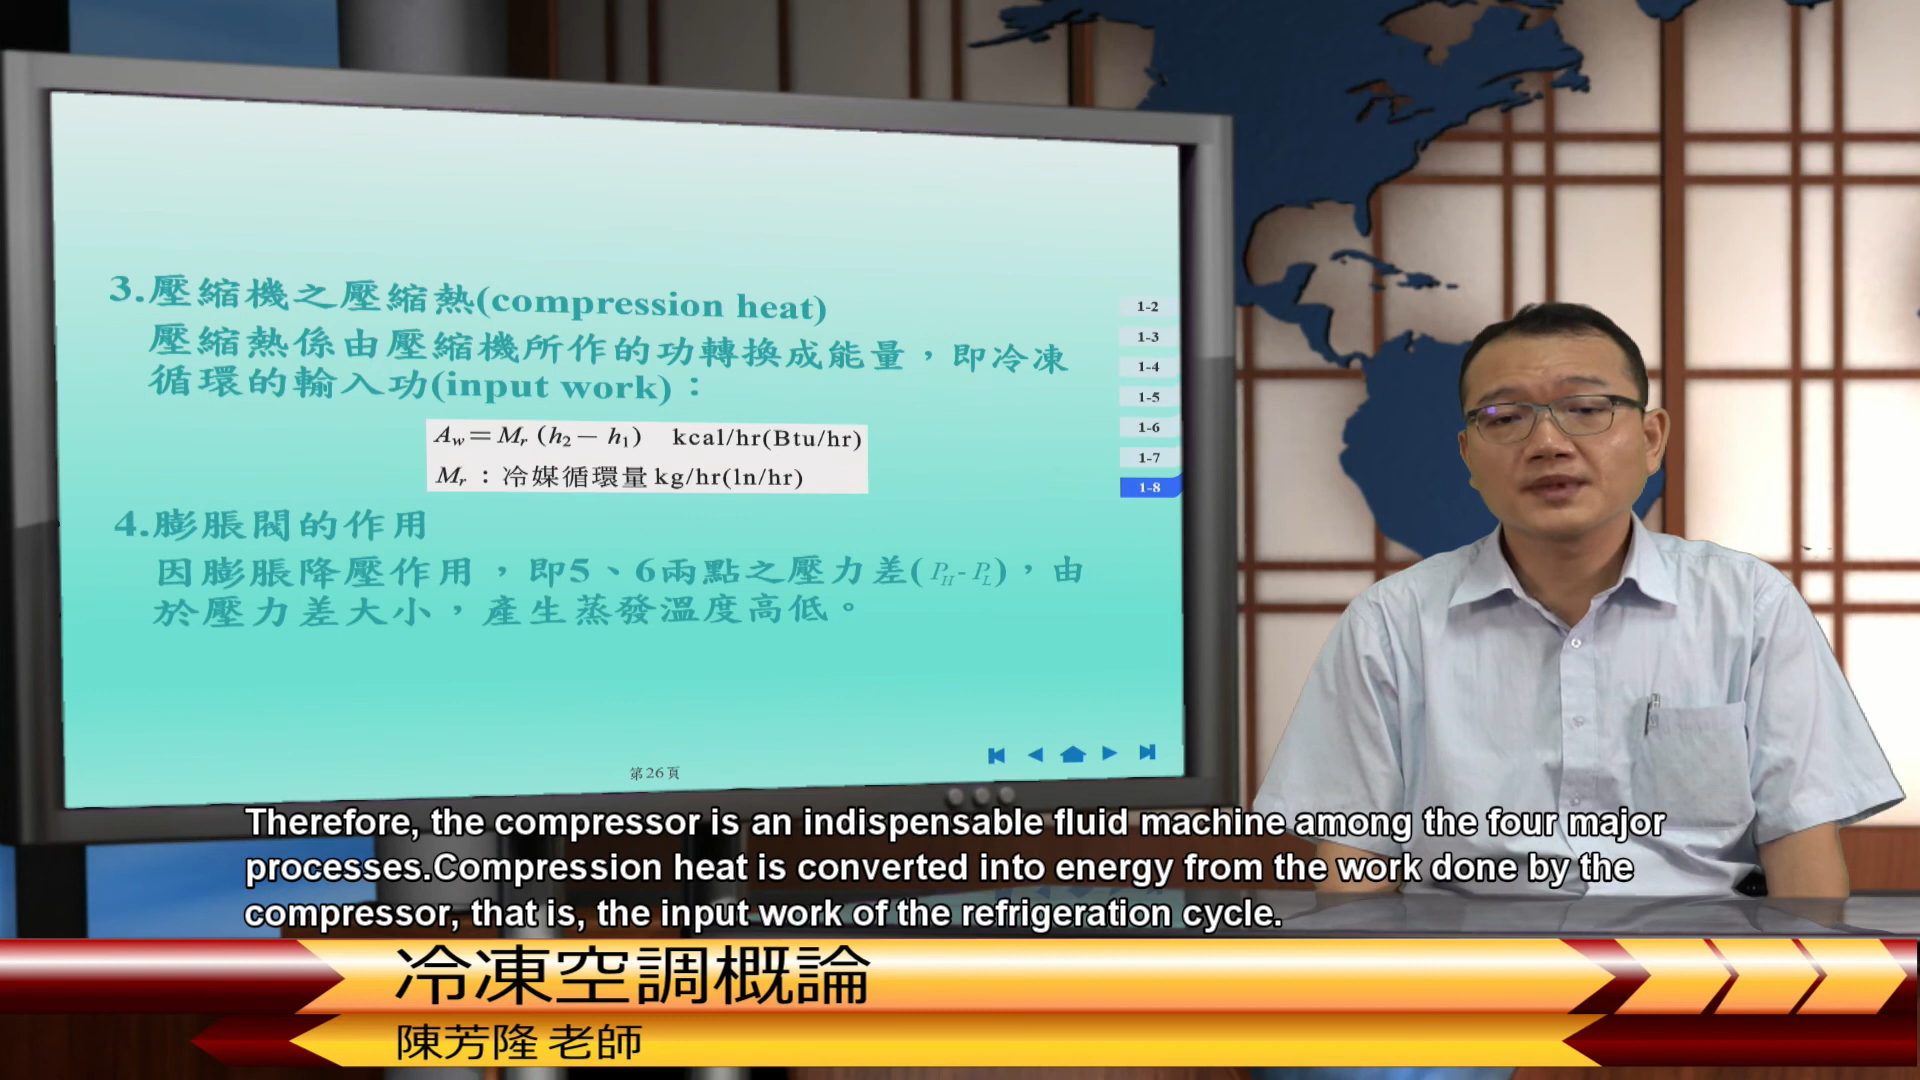 3.壓縮機之壓縮熱(compression heat)
壓縮熱係由壓縮機所作的功轉換成能量，即冷凍
循環的輸入功(input work)：
Aw＝Mr (h2－ h1) kcal/hr(Btu/hr)
Mr ：冷媒循環量kg/hr(ln/hr)
4.膨脹閥的作用
因膨脹降壓作用，即5、6兩點之壓力差(PH-PL)，由
於壓力差大小，產生蒸發溫度高低。
1-2
1-3
1-4
1-5
1-6
1-7
1-8
第26頁
Therefore, the compressor is an indispensable fluid machine among the four major
processes.Compression heat is converted into energy from the work done by the
compressor, that is, the input work of the refrigeration cycle.
冷凍空調概論
陳芳隆 老師